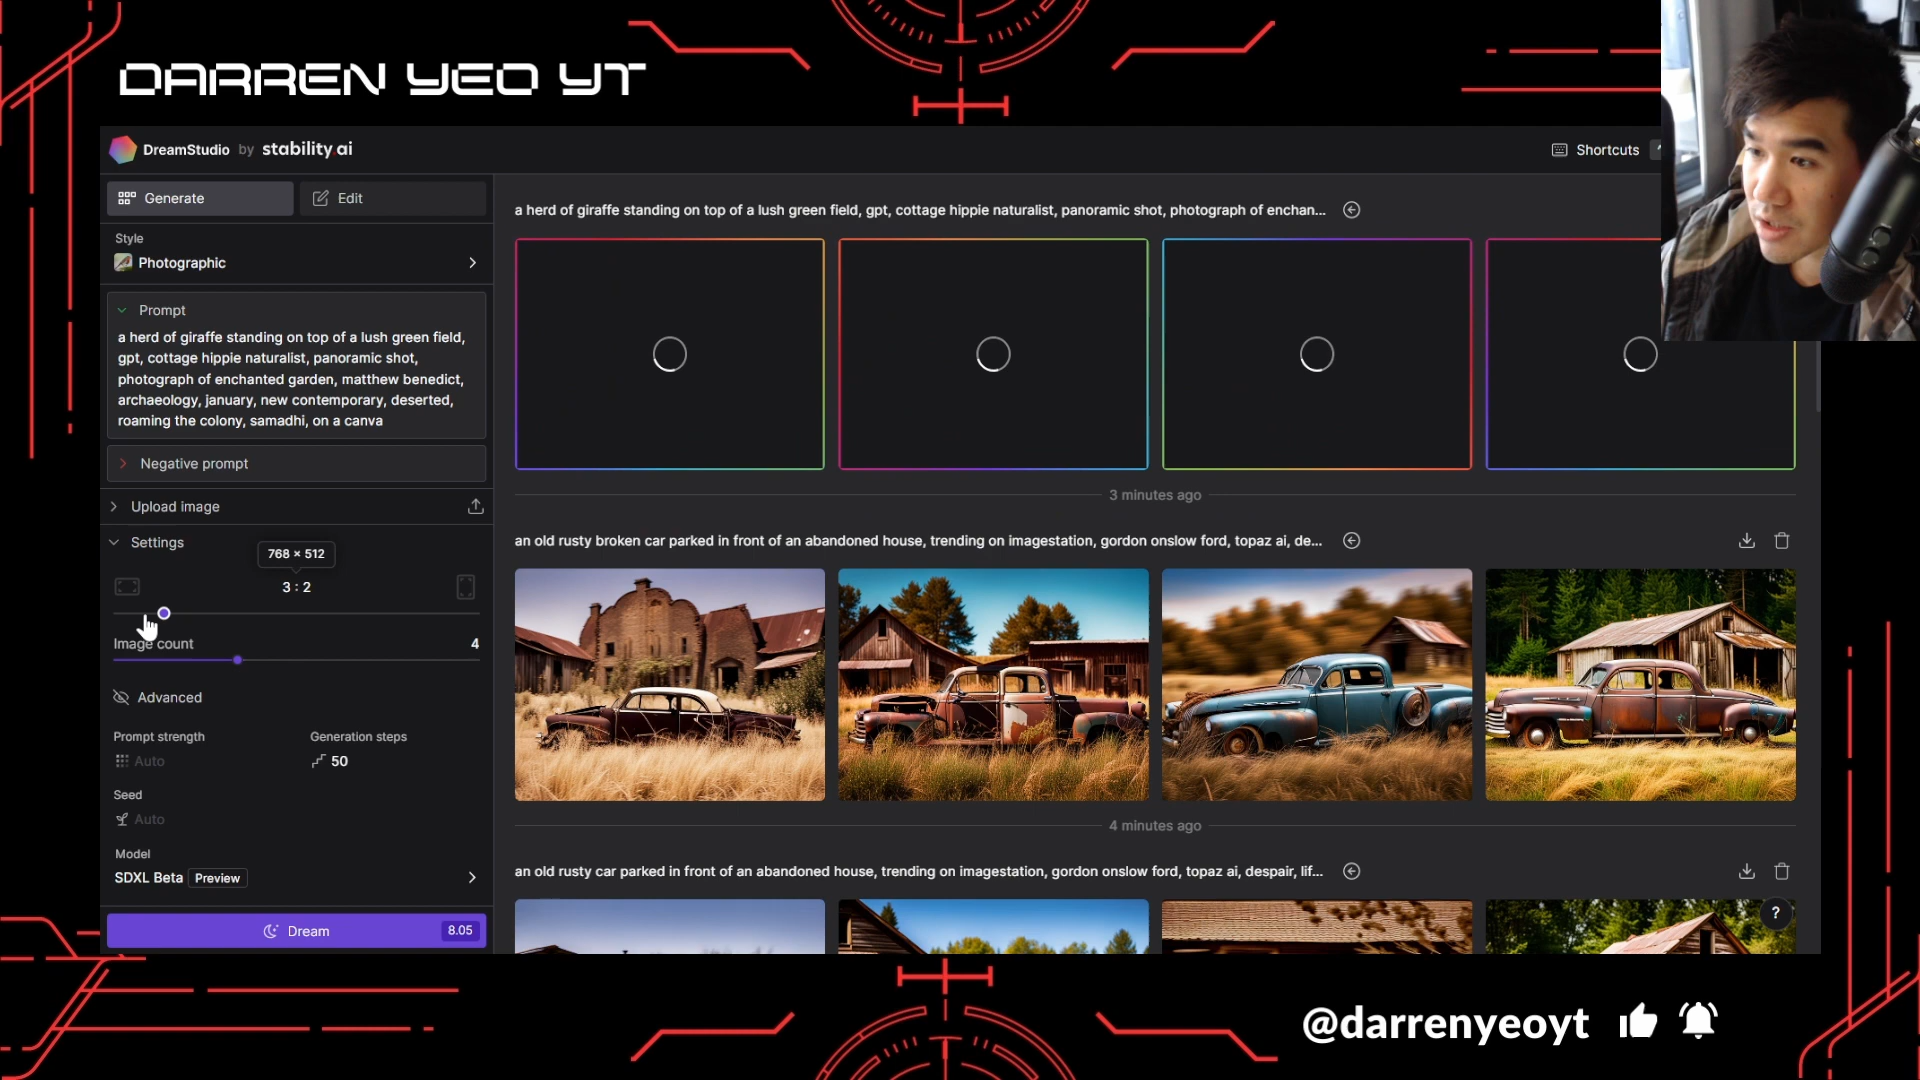 DARREN YEO YT
DreamStudio by stability.ai
Shortcuts
Generate
Edit
Style
Photographic
Prompt
a herd of giraffe standing on top of a lush green field,
gpt, cottage hippie naturalist, panoramic shot,
photograph of enchanted garden, matthew benedict,
archaeology, january, new contemporary, deserted,
roaming the colony, samadhi, on a canva
Negative prompt
Upload image
Settings
768 × 512
3 : 2
Image count 4
Advanced
Prompt strength
Generation steps
Auto
50
Seed
Auto
Model
SDXL Beta Preview
Dream 8.05
a herd of giraffe standing on top of a lush green field, gpt, cottage hippie naturalist, panoramic shot, photograph of enchan...
3 minutes ago
an old rusty broken car parked in front of an abandoned house, trending on imagestation, gordon onslow ford, topaz ai, de...
4 minutes ago
an old rusty car parked in front of an abandoned house, trending on imagestation, gordon onslow ford, topaz ai, despair, lif...
?
@darrenyeoyt